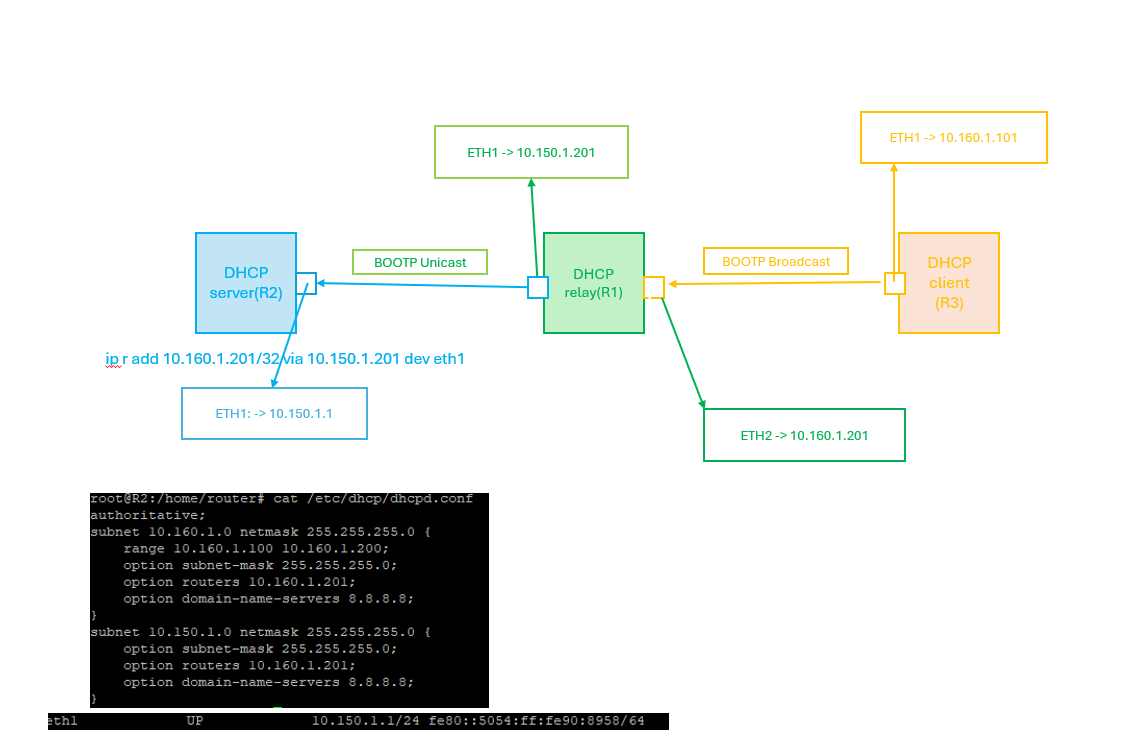 ETH1 -> 10.160.1.101
ETH1 -> 10.150.1.201
BOOTP Unicast
BOOTP Broadcast
DHCP
server(R2)
DHCP
relay(R1)
DHCP
client
(R3)
ip r add 10.160.1.201/32 via 10.150.1.201 dev eth1
ETH1: -> 10.150.1.1
ETH2 -> 10.160.1.201
root@R2:/home/router# cat /etc/dhcp/dhcpd.conf
authoritative;
subnet 10.160.1.0 netmask 255.255.255.0 {
    range 10.160.1.100 10.160.1.200;
    option subnet-mask 255.255.255.0;
    option routers 10.160.1.201;
    option domain-name-servers 8.8.8.8;
}
subnet 10.150.1.0 netmask 255.255.255.0 {
    option subnet-mask 255.255.255.0;
    option routers 10.160.1.201;
    option domain-name-servers 8.8.8.8;
}
eth1             UP             10.150.1.1/24 fe80::5054:ff:fe90:8958/64